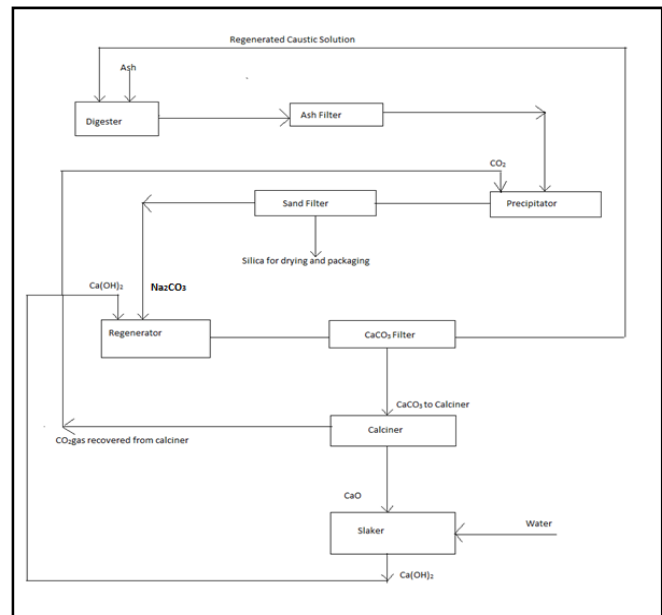 Regenerated Caustic Solution
Ash
Digester
Ash Filter
CO₂
Sand Filter
Precipitator
Silica for drying and packaging
Ca(OH)₂
Na₂CO₃
Regenerator
CaCO₃ Filter
CaCO₃ to Calciner
Calciner
CO₂gas recovered from calciner
CaO
Water
Slaker
Ca(OH)₂